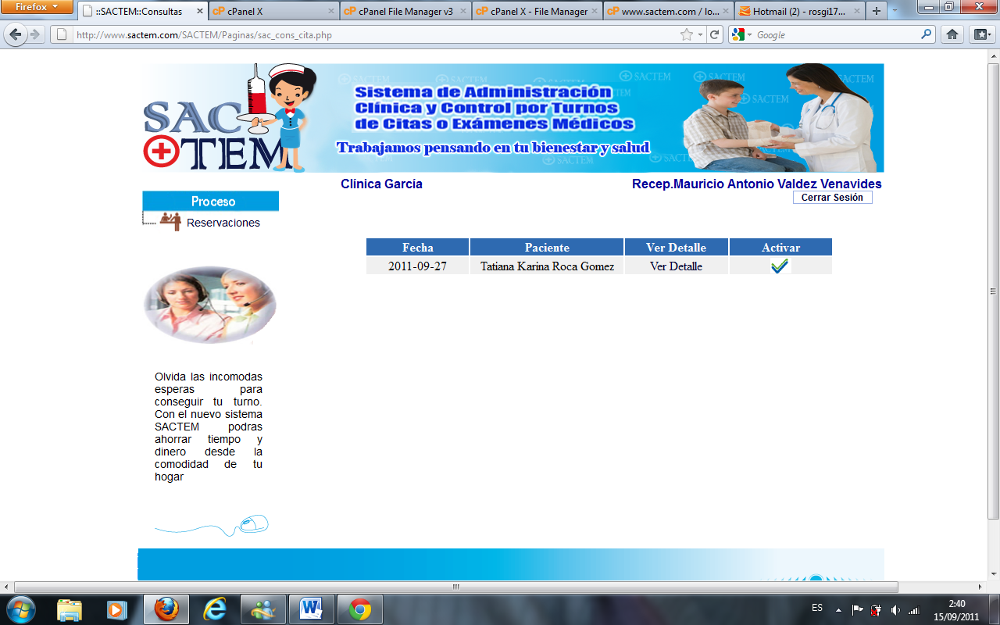 Firefox
::SACTEM::Consultas
cPanel X
cPanel File Manager v3
cPanel X - File Manager
www.sactem.com / lo...
Hotmail (2) - rosgi17...
http://www.sactem.com/SACTEM/Paginas/sac_cons_cita.php
Google
SACTEM
Sistema de Administración
Clínica y Control por Turnos
de Citas o Exámenes Médicos
Trabajamos pensando en tu bienestar y salud
Clínica García
Recep.Mauricio Antonio Valdez Venavides
Cerrar Sesión
Proceso
Reservaciones
Fecha Paciente Ver Detalle Activar
2011-09-27 Tatiana Karina Roca Gomez Ver Detalle
Olvida las incomodas
esperas para
conseguir tu turno.
Con el nuevo sistema
SACTEM podras
ahorrar tiempo y
dinero desde la
comodidad de tu
hogar
ES
2:40
15/09/2011